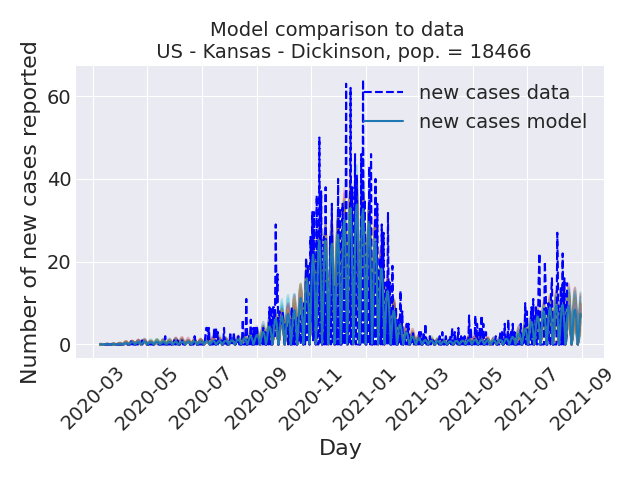 Model comparison to data
US - Kansas - Dickinson, pop. = 18466
Number of new cases reported
60
40
20
0
new cases data
new cases model
2020-03
2020-05
2020-07
2020-09
2020-11
2021-01
2021-03
2021-05
2021-07
2021-09
Day